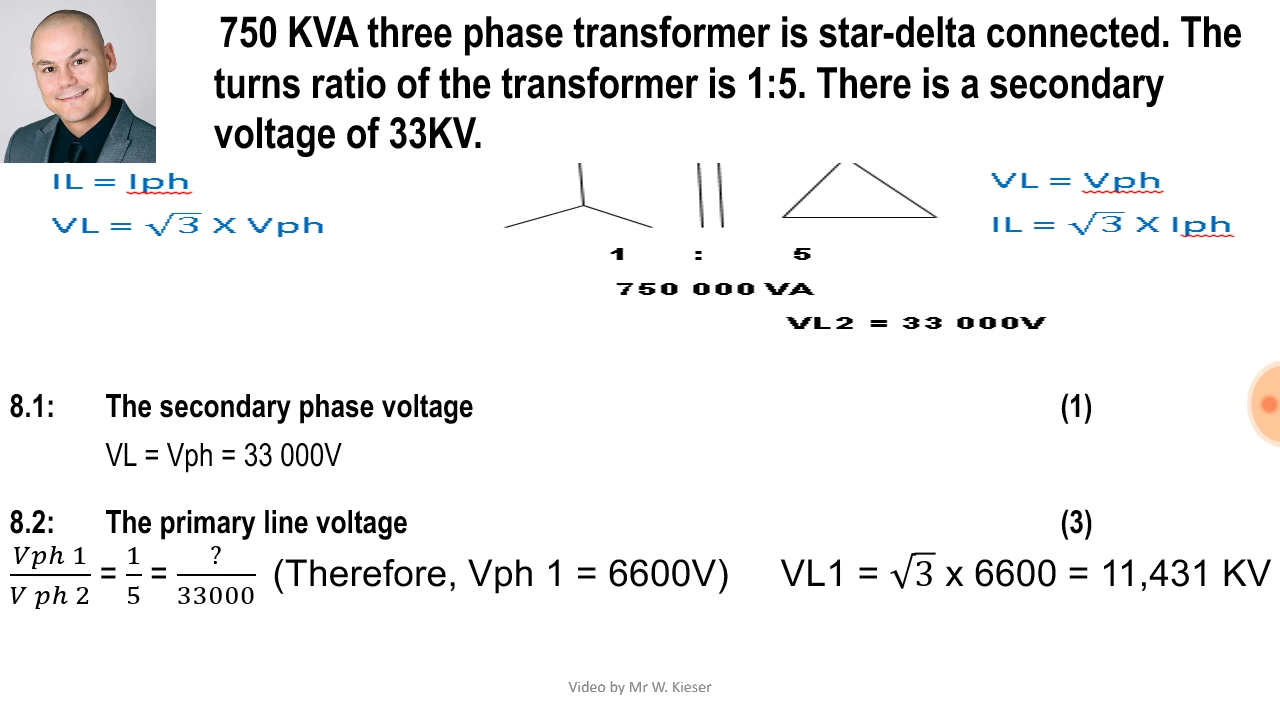 750 KVA three phase transformer is star-delta connected. The
turns ratio of the transformer is 1:5. There is a secondary
voltage of 33KV.
IL = Iph
VL = √3 X Vph
VL = Vph
IL = √3 X Iph
1 : 5
750 000 VA
VL2 = 33 000V
8.1: The secondary phase voltage (1)
VL = Vph = 33 000V
8.2: The primary line voltage (3)
Vph 1 / V ph 2 = 1 / 5 = ? / 33000 (Therefore, Vph 1 = 6600V) VL1 = √3 x 6600 = 11,431 KV
Video by Mr W. Kieser